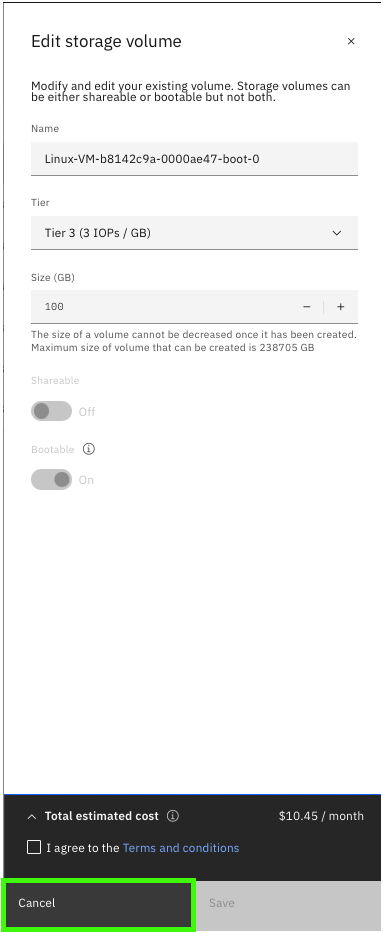 Edit storage volume
Modify and edit your existing volume. Storage volumes can
be either shareable or bootable but not both.
Name
Linux-VM-b8142c9a-0000ae47-boot-0
Tier
Tier 3 (3 IOPs / GB)
Size (GB)
100
The size of a volume cannot be decreased once it has been created.
Maximum size of volume that can be created is 238705 GB
Shareable
Off
Bootable
On
Total estimated cost $10.45 / month
I agree to the Terms and conditions
Cancel Save